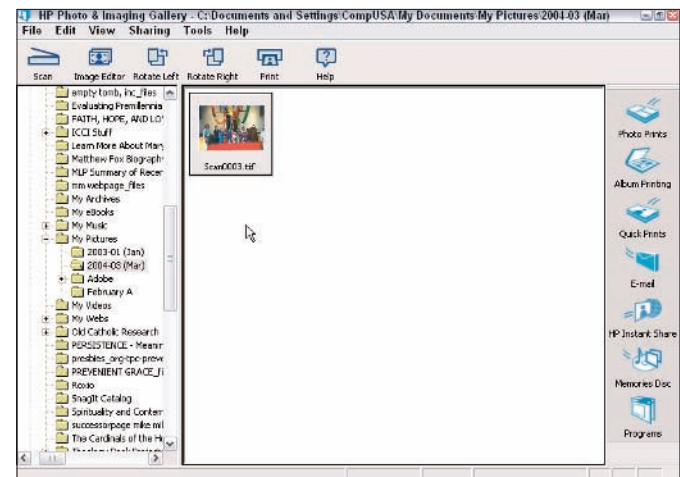 HP Photo & Imaging Gallery - C:\Documents and Settings\CompUSA\My Documents\My Pictures\2004-03 (Mar)
File Edit View Sharing Tools Help
Scan Image Editor Rotate Left Rotate Right Print Help
empty tomb, inc_files
Evaluating Premillennia
FAITH, HOPE, AND LO
ICCI Stuff
Learn More About Mary
Matthew Fox Biograph
MLP Summary of Recer
mm webpage_files
My Archives
My eBooks
My Music
My Pictures
2003-01 (Jan)
2004-03 (Mar)
Adobe
February A
My Videos
My Webs
Old Catholic Research
PERSISTENCE - Meanin
presbies_org-tpc-preve
PREVENIENT GRACE_fi
Roxio
SnagIt Catalog
Spirituality and Contem
successorpage mike mil
The Cardinals of the H
Scan0003.tif
Photo Prints
Album Printing
Quick Prints
E-mail
HP Instant Share
Memories Disc
Programs